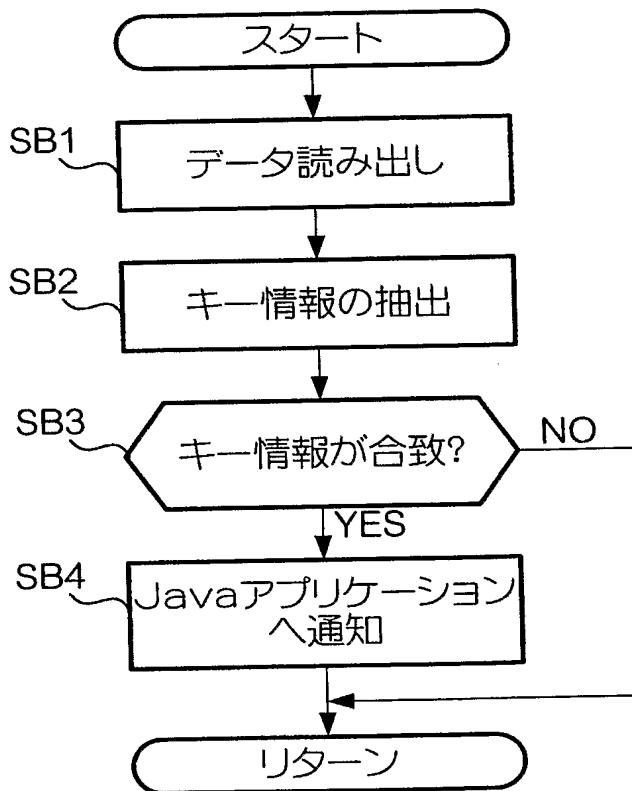 スタート
SB1
データ読み出し
SB2
キー情報の抽出
SB3
キー情報が合致?
NO
YES
SB4
Javaアプリケーション
へ通知
リターン